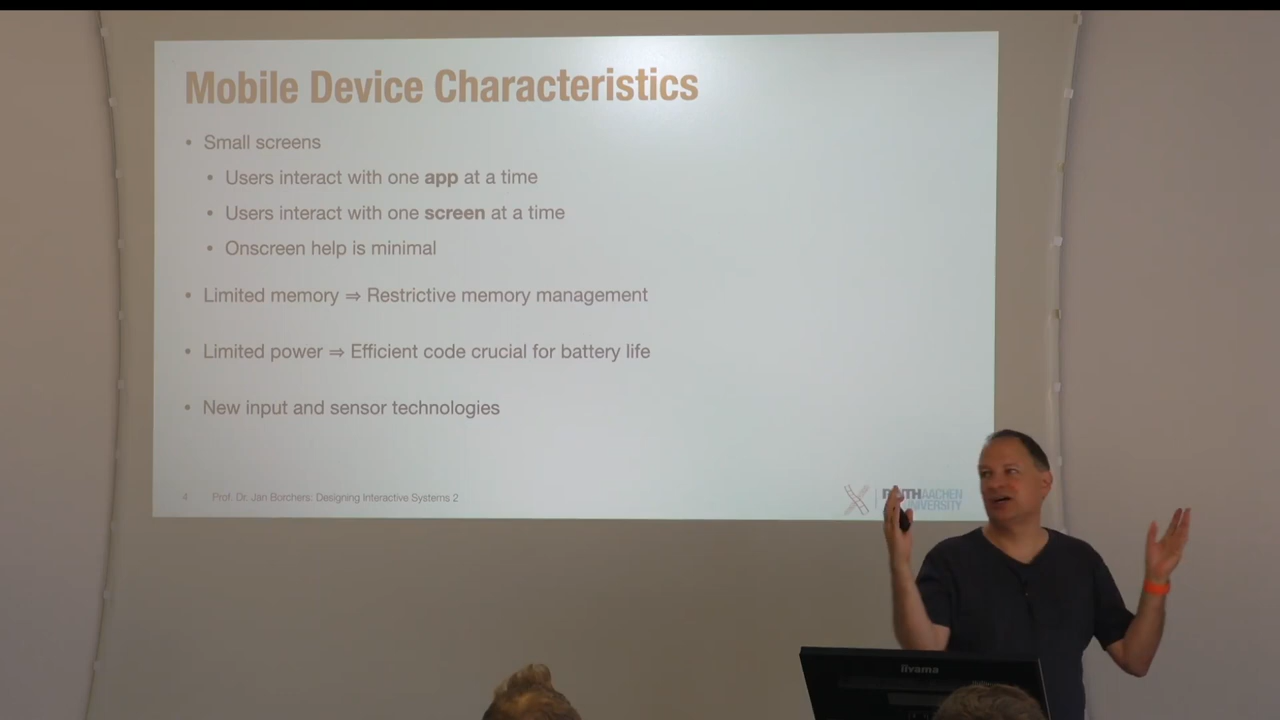 Mobile Device Characteristics
• Small screens
• Users interact with one app at a time
• Users interact with one screen at a time
• Onscreen help is minimal
• Limited memory ⇒ Restrictive memory management
• Limited power ⇒ Efficient code crucial for battery life
• New input and sensor technologies
4 Prof. Dr. Jan Borchers: Designing Interactive Systems 2
AACHEN
iiyama